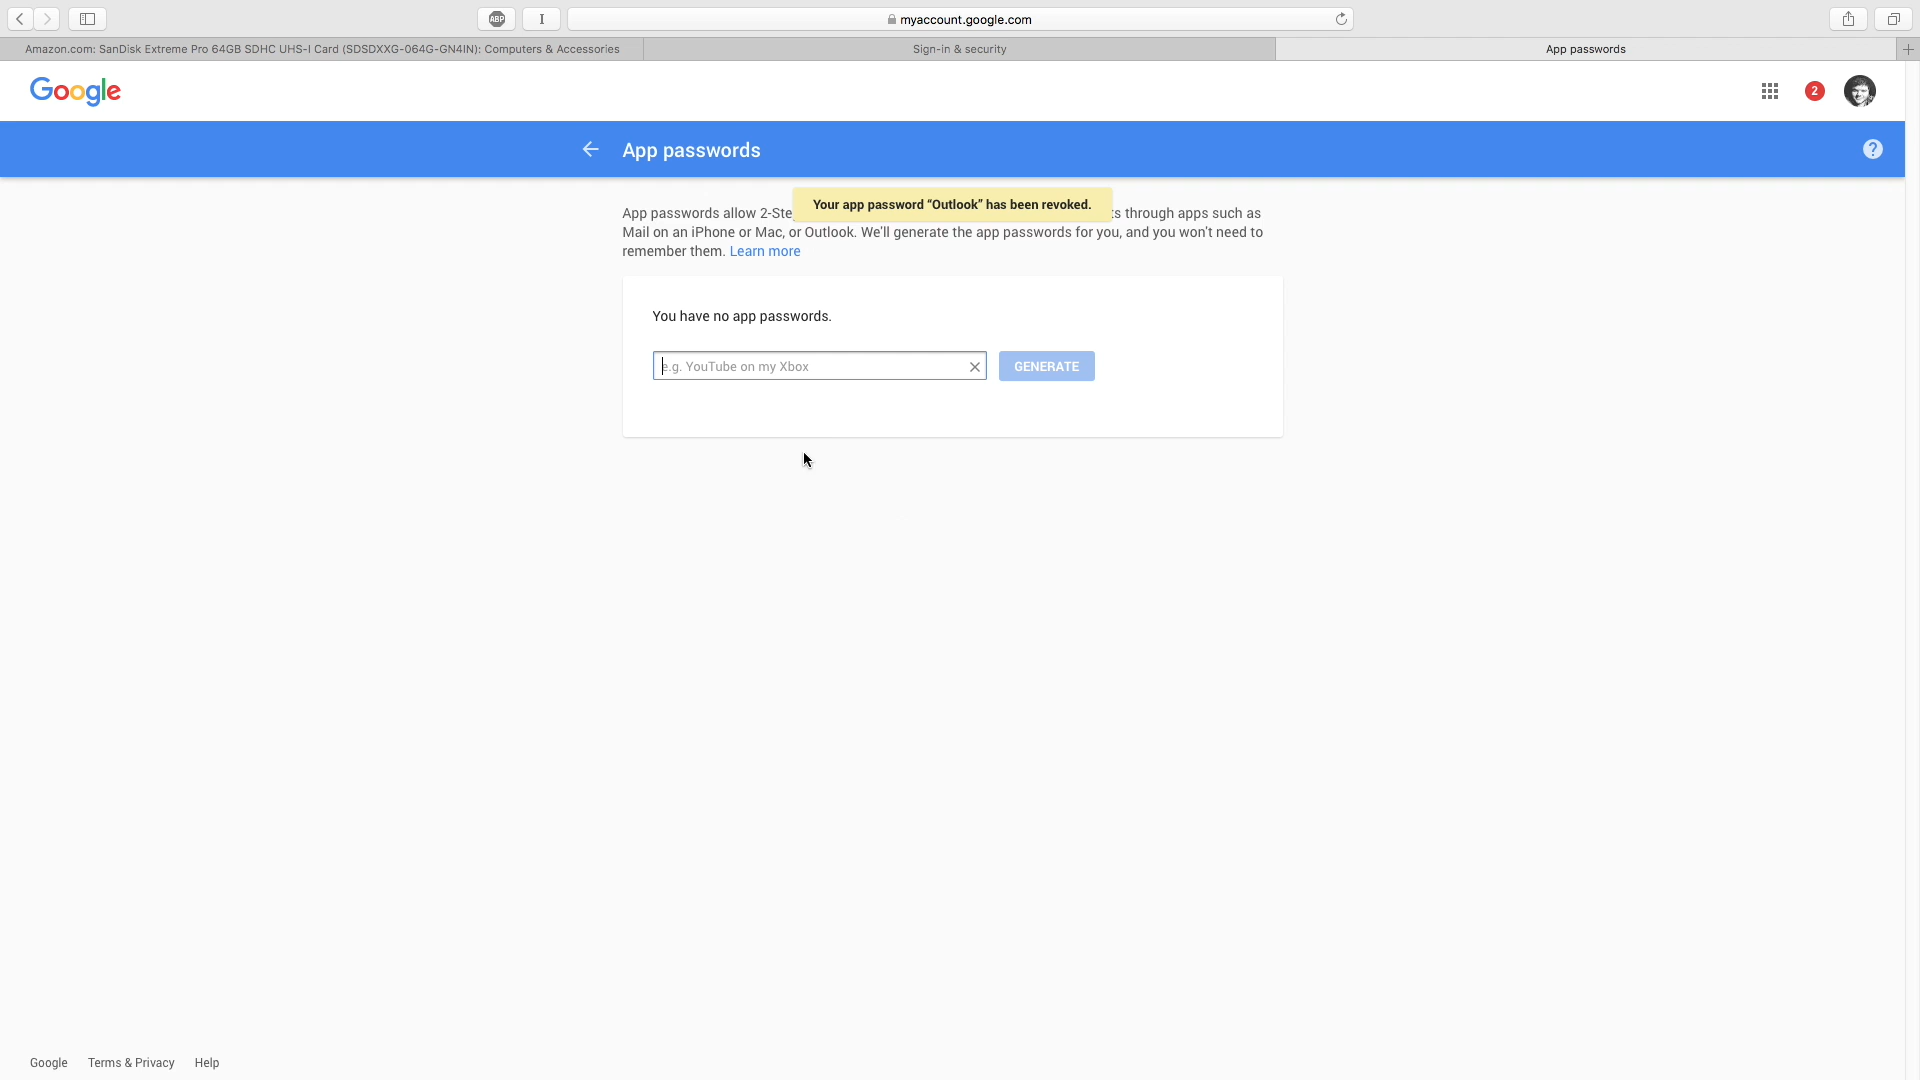 ABP
I
myaccount.google.com
Amazon.com: SanDisk Extreme Pro 64GB SDHC UHS-I Card (SDSDXXG-064G-GN4IN): Computers & Accessories
Sign-in & security
App passwords
Google
2
App passwords
?
Your app password “Outlook” has been revoked.
App passwords allow 2-Ste s through apps such as
Mail on an iPhone or Mac, or Outlook. We'll generate the app passwords for you, and you won't need to
remember them. Learn more
You have no app passwords.
e.g. YouTube on my Xbox
GENERATE
Google Terms & Privacy Help